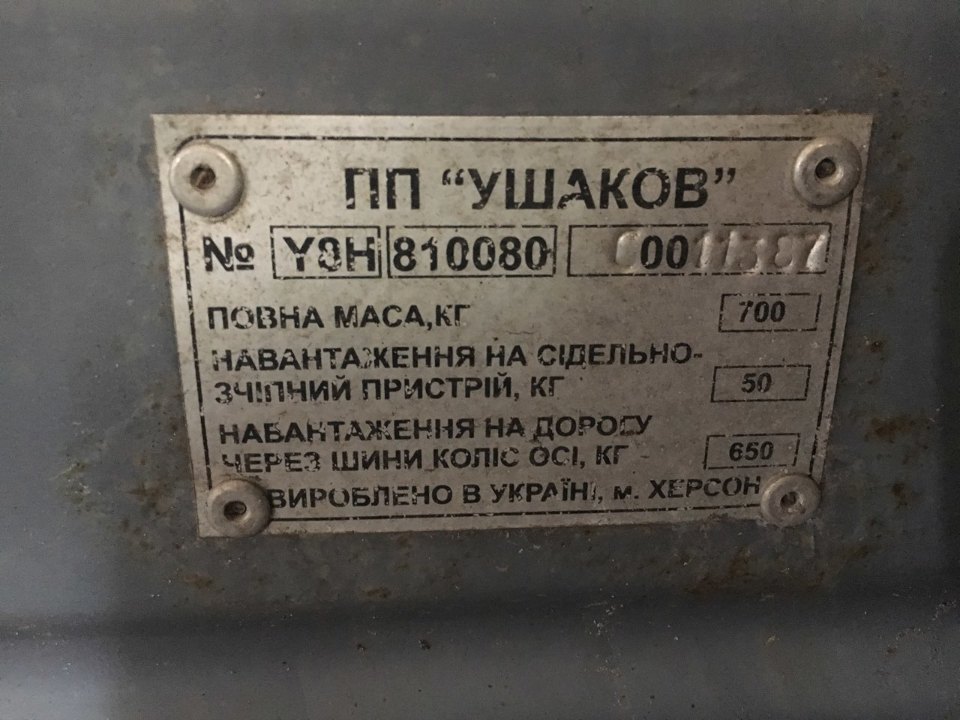 ПП “УШАКОВ”
№ Y8H 810080
ПОВНА МАСА,КГ 700
НАВАНТАЖЕННЯ НА СІДЕЛЬНО-
ЗЧІПНИЙ ПРИСТРІЙ, КГ 50
НАВАНТАЖЕННЯ НА ДОРОГУ
ЧЕРЕЗ ШИНИ КОЛІС ОСІ, КГ 650
ВИРОБЛЕНО В УКРАЇНІ, м. ХЕРСОН